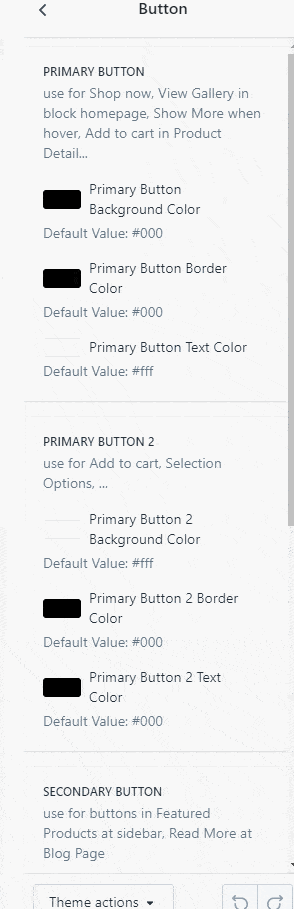 Button
PRIMARY BUTTON
use for Shop now, View Gallery in
block homepage, Show More when
hover, Add to cart in Product
Detail...
Primary Button
Background Color
Default Value: #000
Primary Button Border
Color
Default Value: #000
Primary Button Text Color
Default Value: #fff
PRIMARY BUTTON 2
use for Add to cart, Selection
Options, ...
Primary Button 2
Background Color
Default Value: #fff
Primary Button 2 Border
Color
Default Value: #000
Primary Button 2 Text
Color
Default Value: #000
SECONDARY BUTTON
use for buttons in Featured
Products at sidebar, Read More at
Blog Page
Theme actions